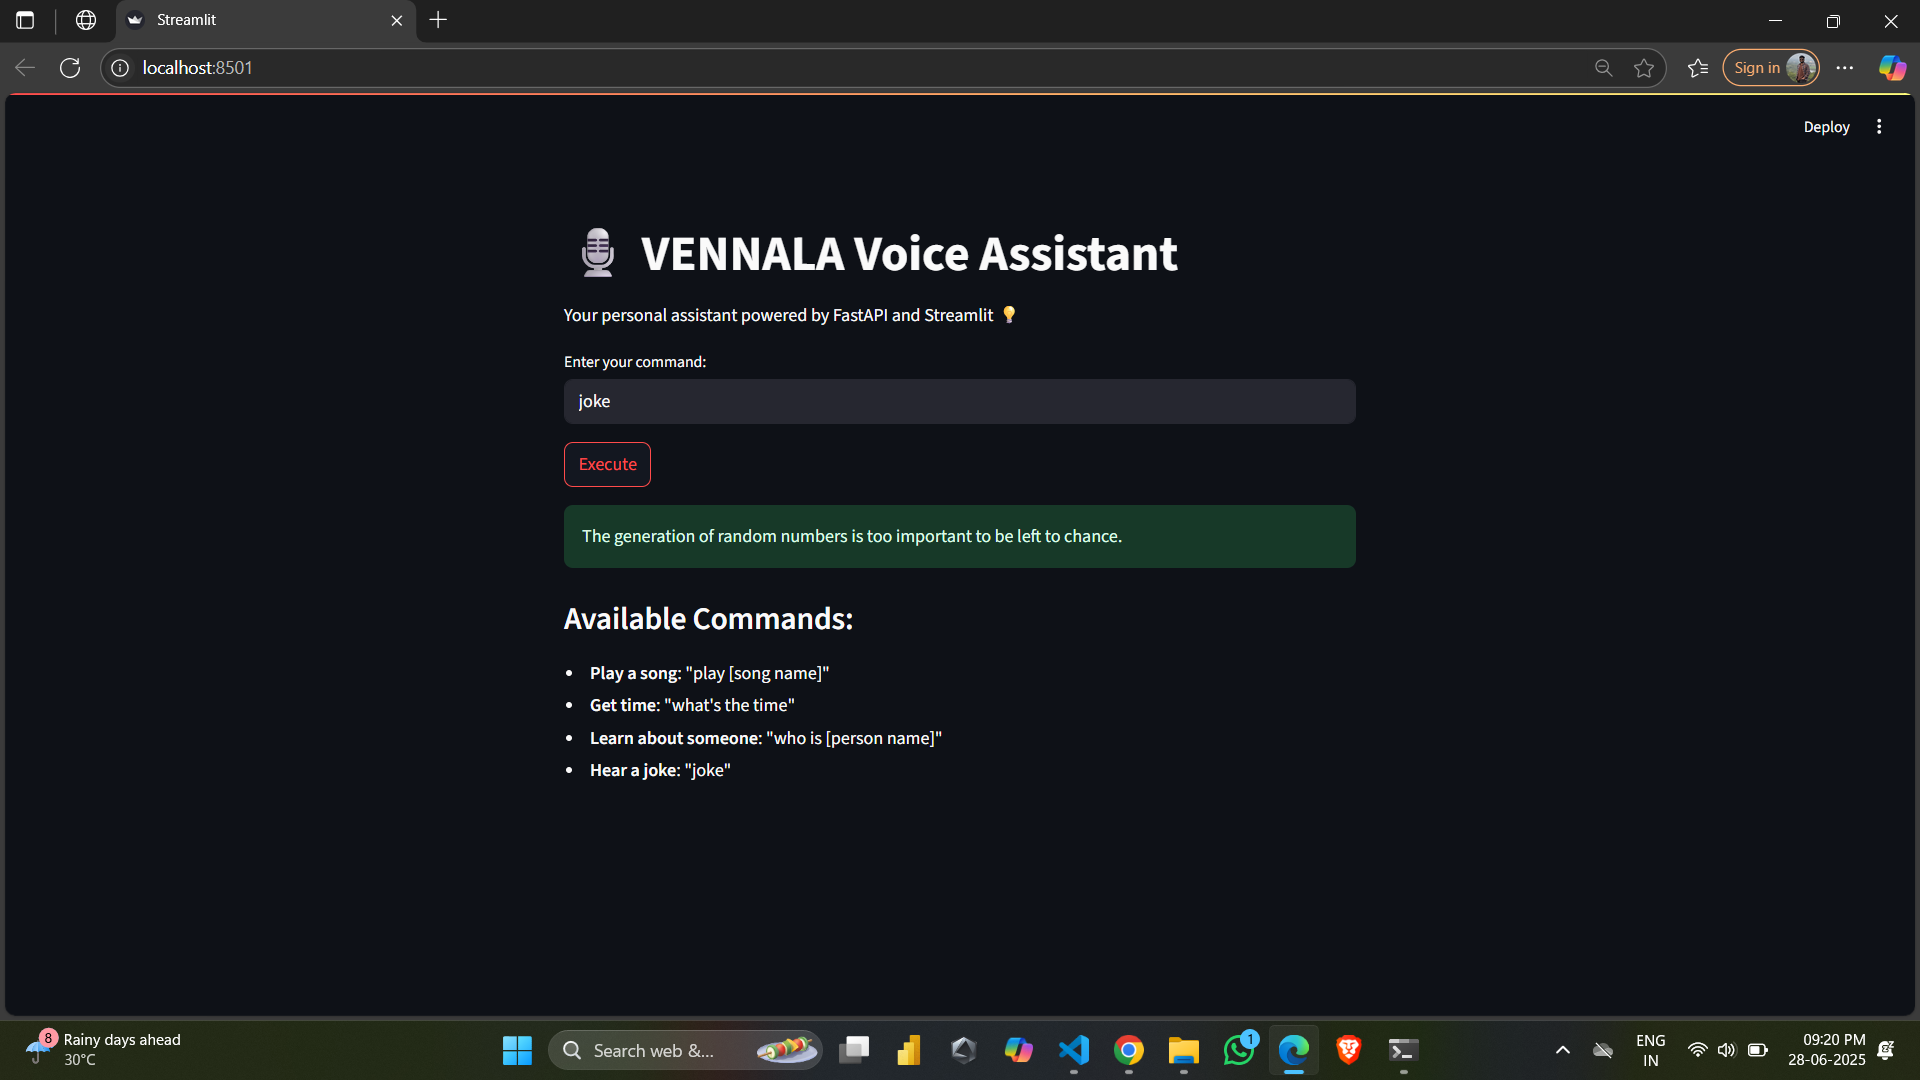 Streamlit
localhost:8501
Sign in
Deploy
VENNALA Voice Assistant
Your personal assistant powered by FastAPI and Streamlit
Enter your command:
joke
Execute
The generation of random numbers is too important to be left to chance.
Available Commands:
• Play a song: "play [song name]"
• Get time: "what's the time"
• Learn about someone: "who is [person name]"
• Hear a joke: "joke"
8
Rainy days ahead
30°C
Search web &...
1
ENG
IN
09:20 PM
28-06-2025